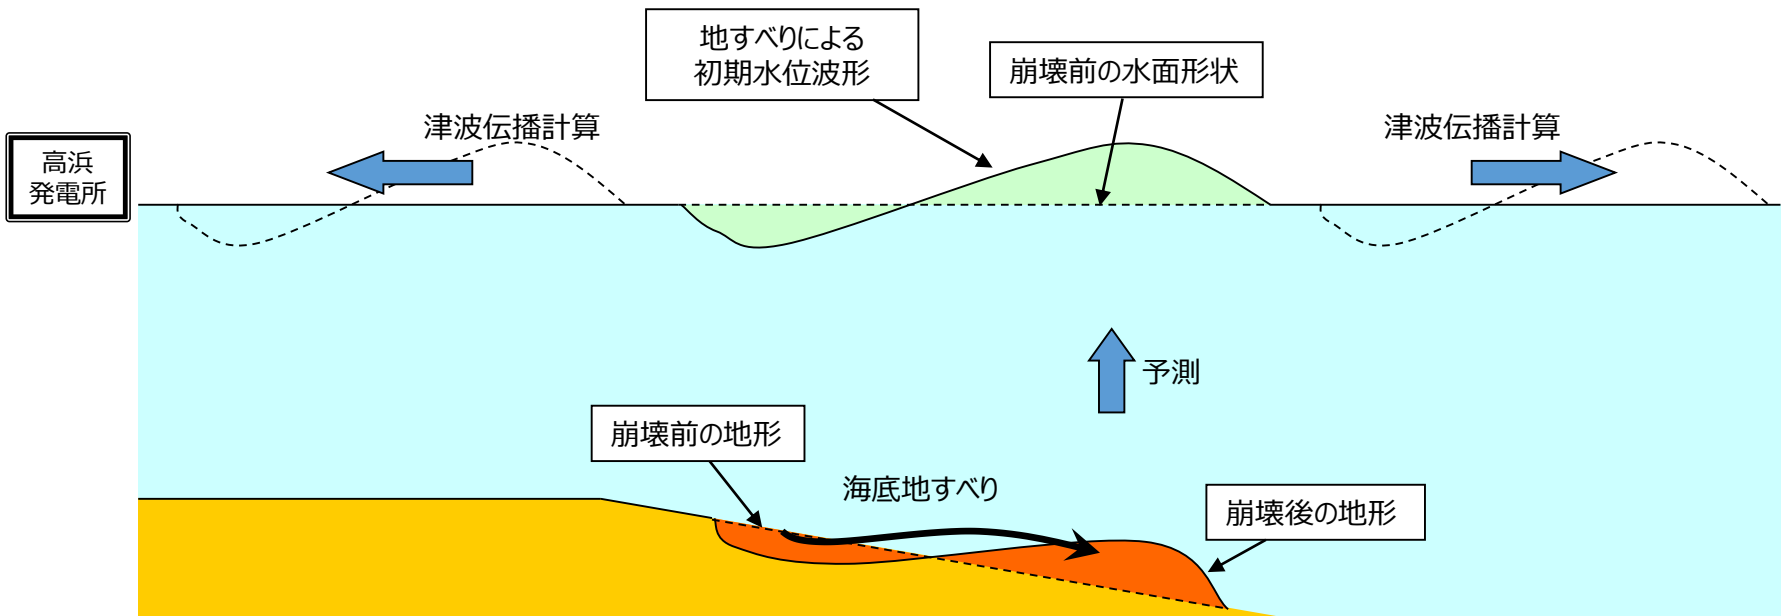 地すべりによる
初期水位波形
崩壊前の水面形状
津波伝播計算
津波伝播計算
高浜
発電所
予測
崩壊前の地形
海底地すべり
崩壊後の地形